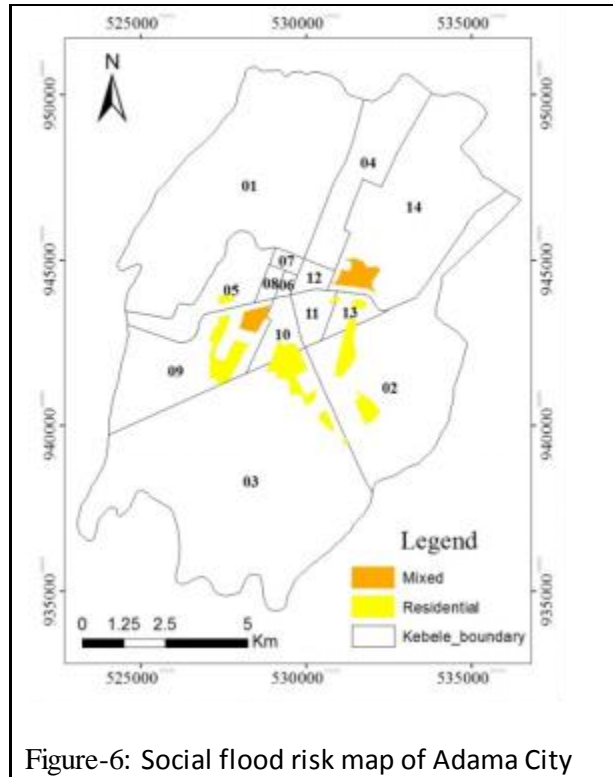 525000 530000 535000
N
950000 950000
04
01
14
945000 945000
07
12
08 06
05
11 13
10
09
02
940000 940000
03
Legend
Mixed
Residential
Kebele_boundary
935000 935000
0 1.25 2.5 5
Km
525000 530000 535000
Figure-6: Social flood risk map of Adama City